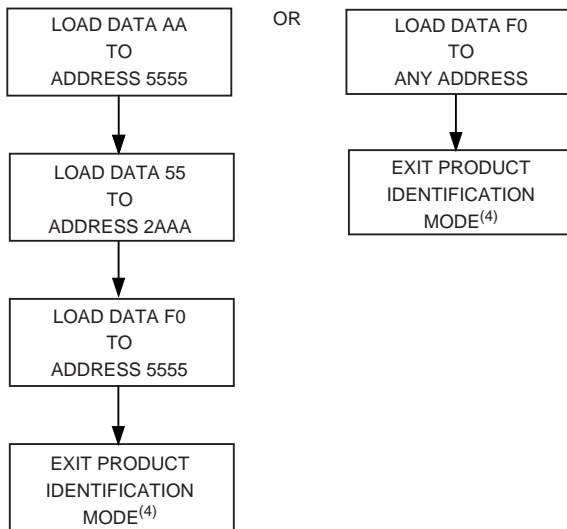 LOAD DATA AA
TO
ADDRESS 5555
LOAD DATA 55
TO
ADDRESS 2AAA
LOAD DATA F0
TO
ADDRESS 5555
EXIT PRODUCT
IDENTIFICATION
MODE(4)
OR
LOAD DATA F0
TO
ANY ADDRESS
EXIT PRODUCT
IDENTIFICATION
MODE(4)